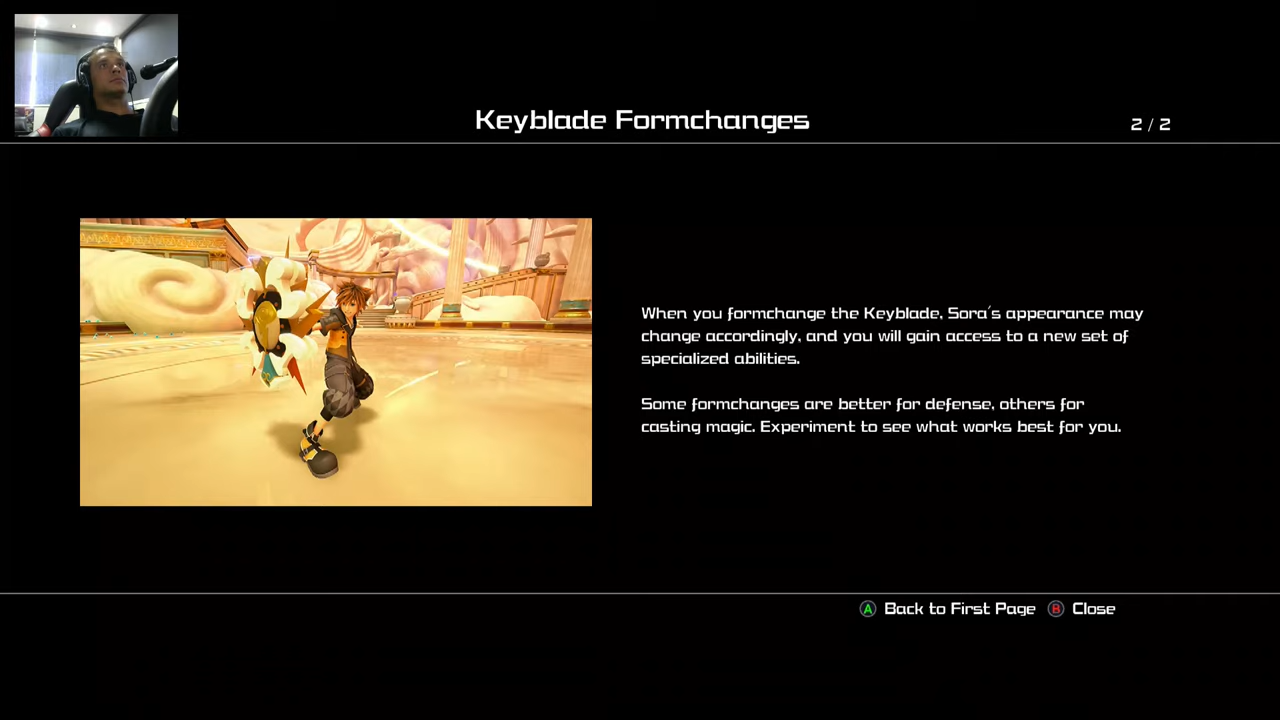 Keyblade Formchanges
2 / 2
When you formchange the Keyblade, Sora's appearance may
change accordingly, and you will gain access to a new set of
specialized abilities.
Some formchanges are better for defense, others for
casting magic. Experiment to see what works best for you.
A Back to First Page B Close